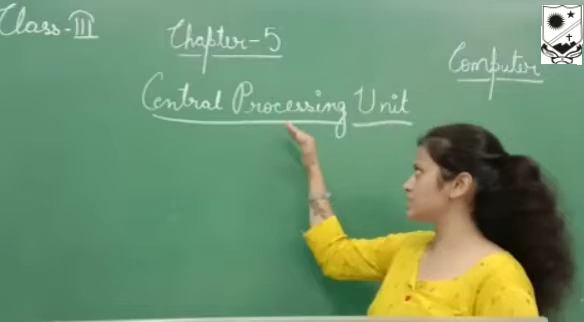 Class-III
Chapter-5
Computer
Central Processing Unit